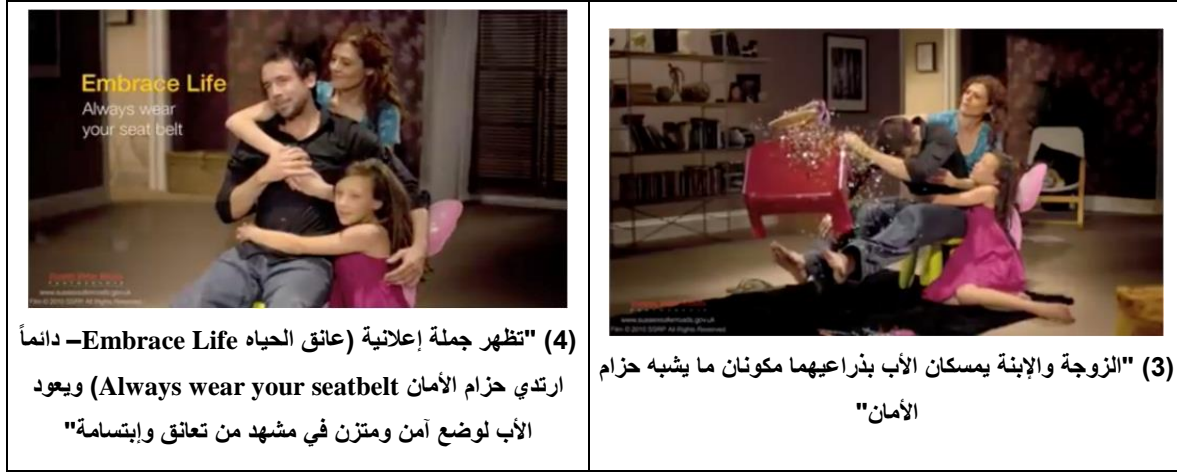 (3) "الزوجة والإبنة يمسكان الأب بذراعيهما مكونان ما يشبه حزام
الأمان"
Embrace Life
Always wear
your seat belt
(4) "تظهر جملة إعلانية (عانق الحياه Embrace Life– دائماً
ارتدي حزام الأمان Always wear your seatbelt) ويعود
الأب لوضع آمن ومتزن في مشهد من تعانق وإبتسامة"